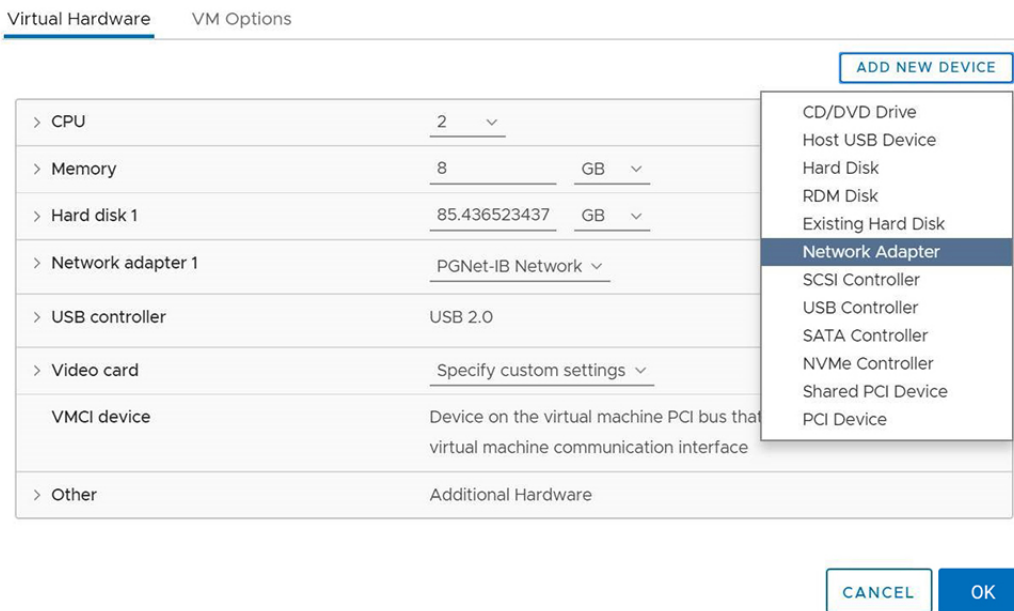 Virtual Hardware VM Options
ADD NEW DEVICE
CPU 2
Memory 8 GB
Hard disk 1 85.436523437 GB
Network adapter 1 PGNet-IB Network
USB controller USB 2.0
Video card Specify custom settings
VMCI device Device on the virtual machine PCI bus that
virtual machine communication interface
Other Additional Hardware
CD/DVD Drive
Host USB Device
Hard Disk
RDM Disk
Existing Hard Disk
Network Adapter
SCSI Controller
USB Controller
SATA Controller
NVMe Controller
Shared PCI Device
PCI Device
CANCEL OK